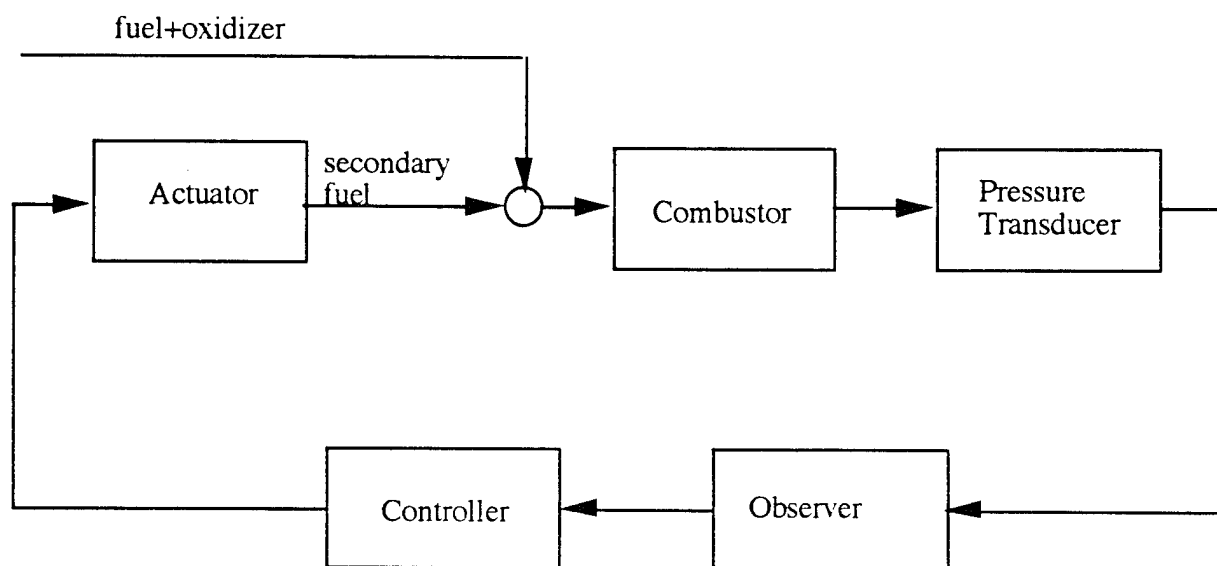 fuel+oxidizer
secondary
fuel
Actuator
Combustor
Pressure
Transducer
Controller
Observer